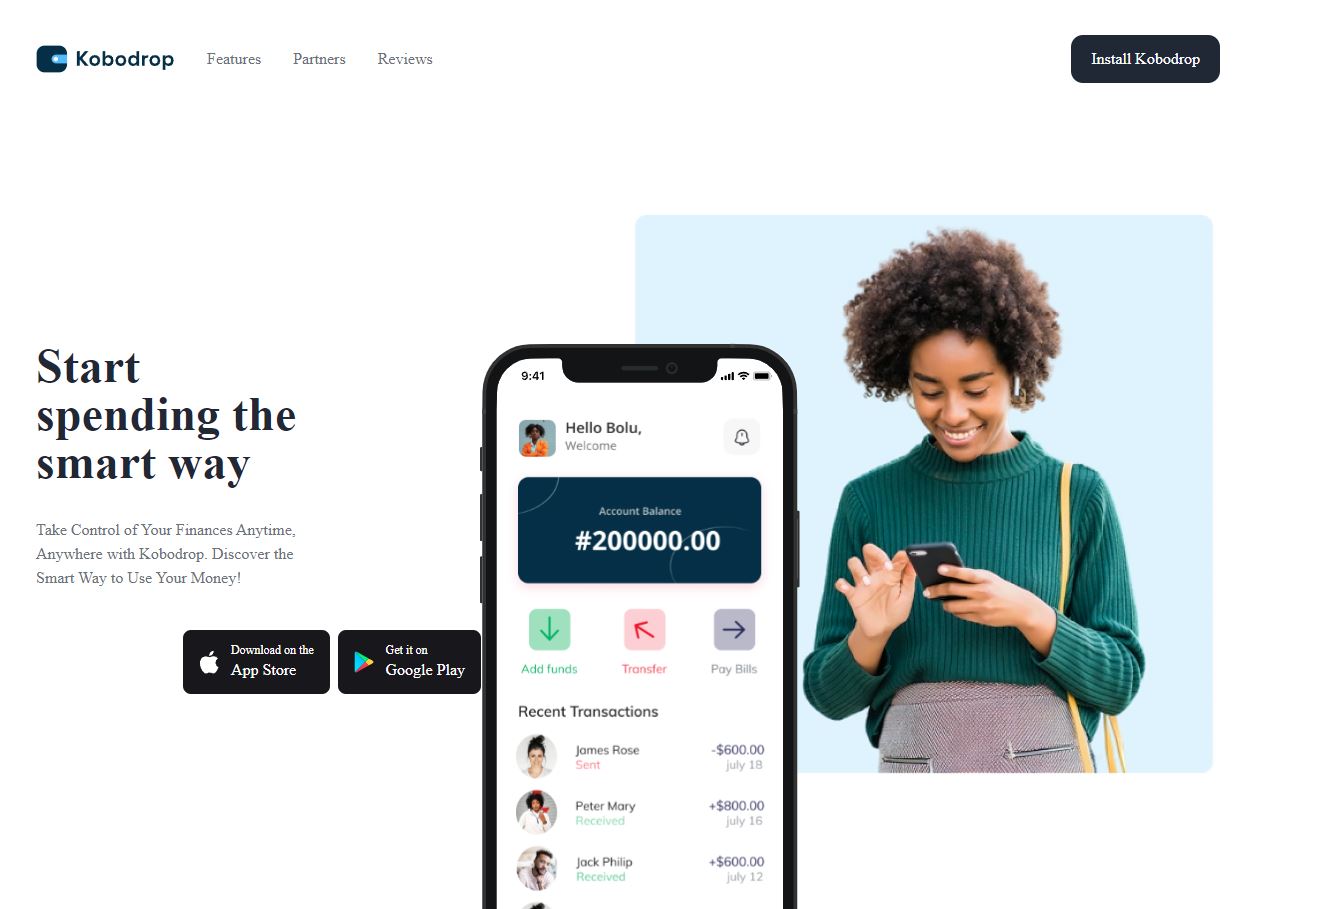 Kobodrop
Features
Partners
Reviews
Install Kobodrop
Start
spending the
smart way
Take Control of Your Finances Anytime,
Anywhere with Kobodrop. Discover the
Smart Way to Use Your Money!
Download on the
App Store
Get it on
Google Play
9:41
Hello Bolu,
Welcome
Account Balance
#200000.00
Add funds
Transfer
Pay Bills
Recent Transactions
James Rose
-$600.00
Sent
july 18
Peter Mary
+$800.00
Received
july 16
Jack Philip
+$600.00
Received
july 12